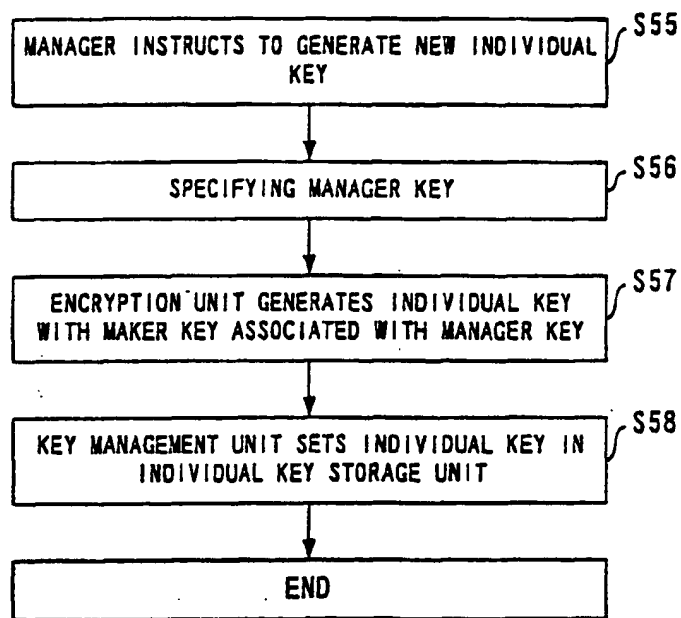 MANAGER INSTRUCTS TO GENERATE NEW INDIVIDUAL
KEY
S55
SPECIFYING MANAGER KEY
S56
ENCRYPTION UNIT GENERATES INDIVIDUAL KEY
WITH MAKER KEY ASSOCIATED WITH MANAGER KEY
S57
KEY MANAGEMENT UNIT SETS INDIVIDUAL KEY IN
INDIVIDUAL KEY STORAGE UNIT
S58
END